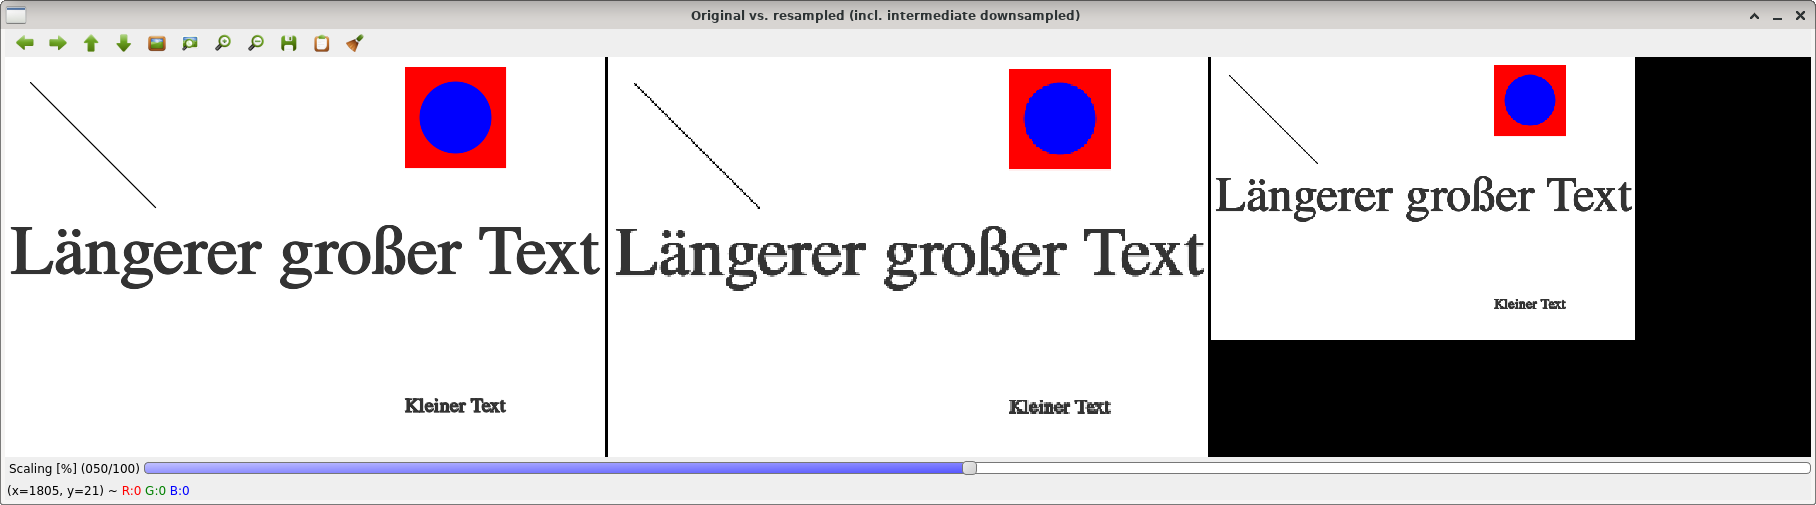 Original vs. resampled (incl. intermediate downsampled)
Längerer großer Text
Kleiner Text
Längerer großer Text
Kleiner Text
Längerer großer Text
Kleiner Text
Scaling [%] (050/100)
(x=1805, y=21) ~ R:0 G:0 B:0